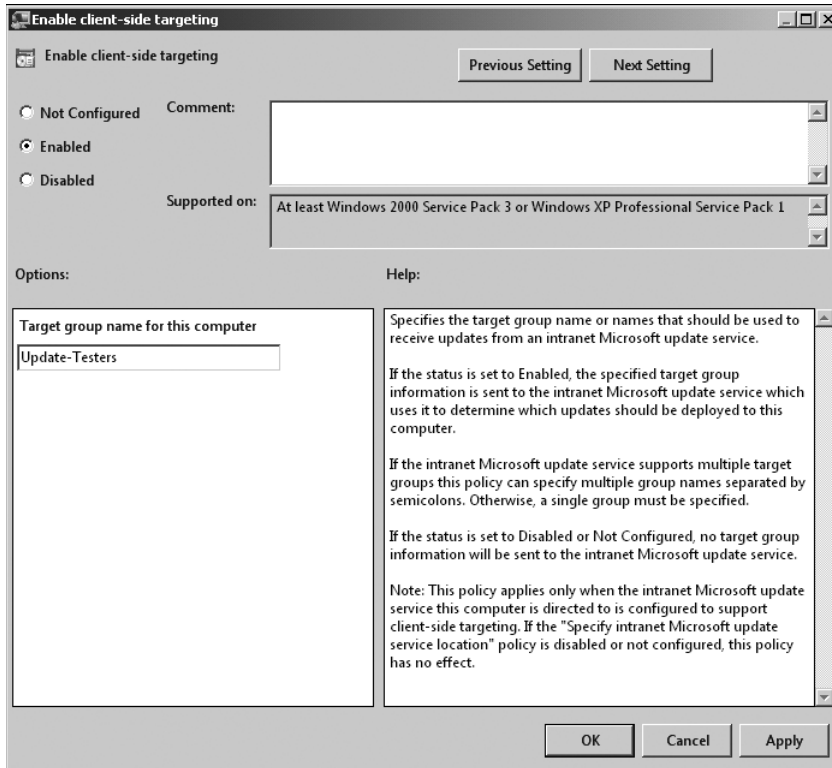 Enable client-side targeting
Enable client-side targeting
Previous Setting
Next Setting
Not Configured
Comment:
Enabled
Disabled
Supported on:
At least Windows 2000 Service Pack 3 or Windows XP Professional Service Pack 1
Options:
Help:
Target group name for this computer
Update-Testers
Specifies the target group name or names that should be used to
receive updates from an intranet Microsoft update service.
If the status is set to Enabled, the specified target group
information is sent to the intranet Microsoft update service which
uses it to determine which updates should be deployed to this
computer.
If the intranet Microsoft update service supports multiple target
groups this policy can specify multiple group names separated by
semicolons. Otherwise, a single group must be specified.
If the status is set to Disabled or Not Configured, no target group
information will be sent to the intranet Microsoft update service.
Note: This policy applies only when the intranet Microsoft update
service this computer is directed to is configured to support
client-side targeting. If the "Specify intranet Microsoft update
service location" policy is disabled or not configured, this policy
has no effect.
OK
Cancel
Apply